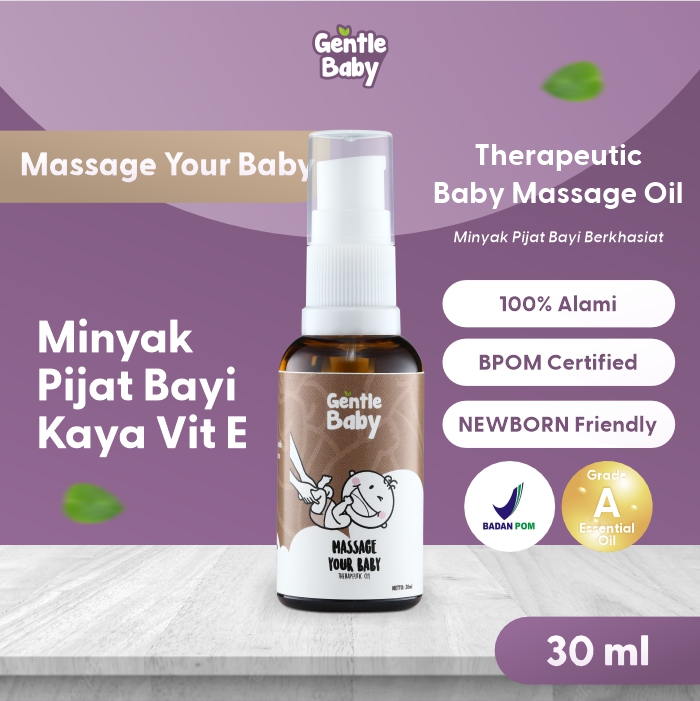 Gentle
Baby
Massage Your Baby
Therapeutic
Baby Massage Oil
Minyak Pijat Bayi Berkhasiat
Minyak
Pijat Bayi
Kaya Vit E
100% Alami
BPOM Certified
NEWBORN Friendly
BADAN POM
Grade
A
Essential
Oil
Gentle
Baby
MASSAGE
YOUR BABY
THERAPEUTIC OIL
NETTO: 30ml
30 ml